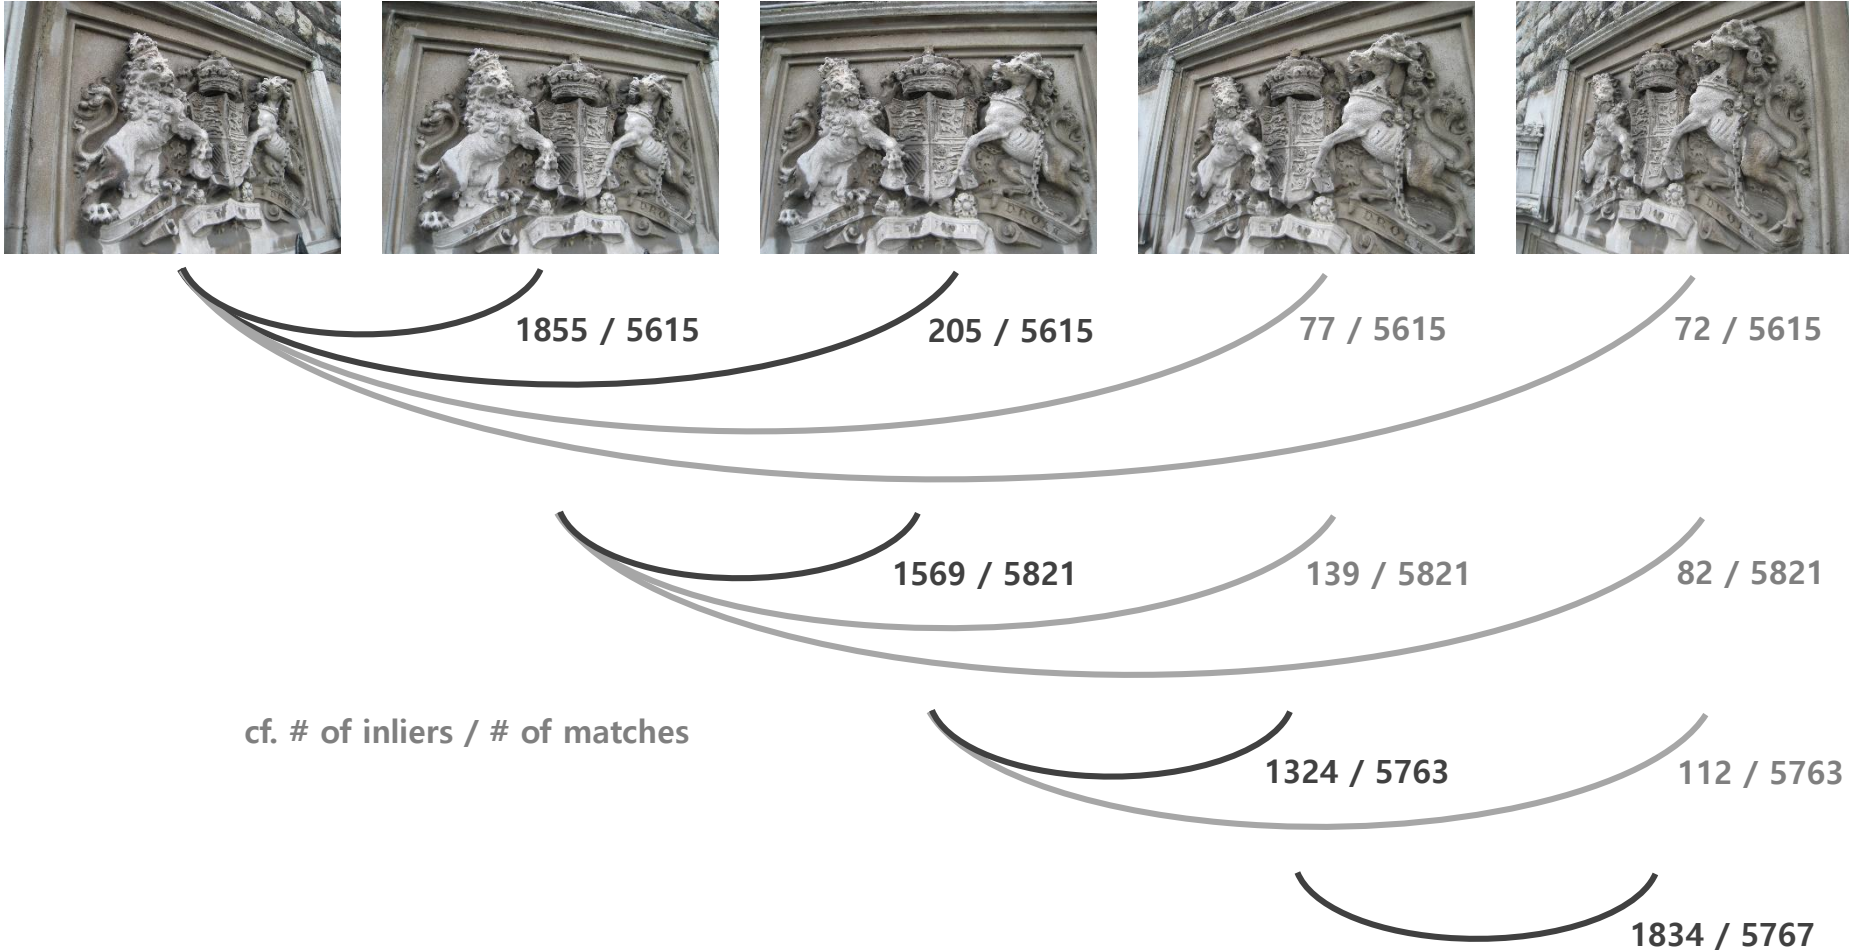 1855 / 5615
205 / 5615
77 / 5615
72 / 5615
1569 / 5821
139 / 5821
82 / 5821
cf. # of inliers / # of matches
1324 / 5763
112 / 5763
1834 / 5767